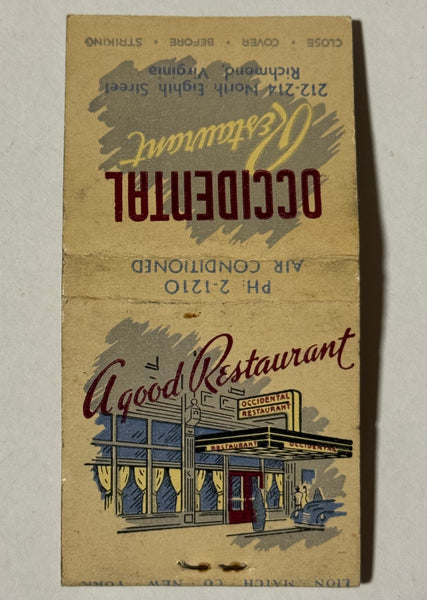 CLOSE • COVER • BEFORE • STRIKING
212-214 North Eighth Street
Richmond, Virginia
OCCIDENTAL
Restaurant
PH: 2-1210
AIR CONDITIONED
A good Restaurant
OCCIDENTAL
RESTAURANT
RESTAURANT OCCIDENTAL
LION MATCH CO NEW YORK